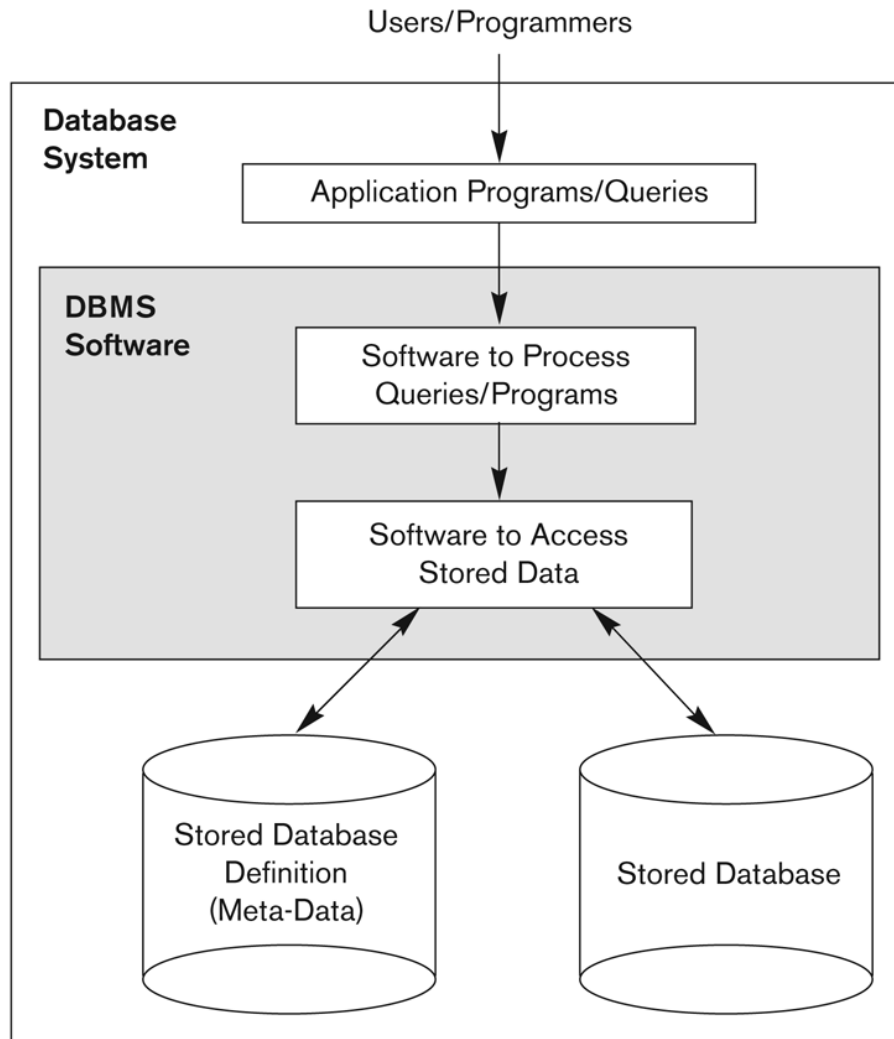 Users/Programmers
Database
System
Application Programs/Queries
DBMS
Software
Software to Process
Queries/Programs
Software to Access
Stored Data
Stored Database
Definition
(Meta-Data)
Stored Database